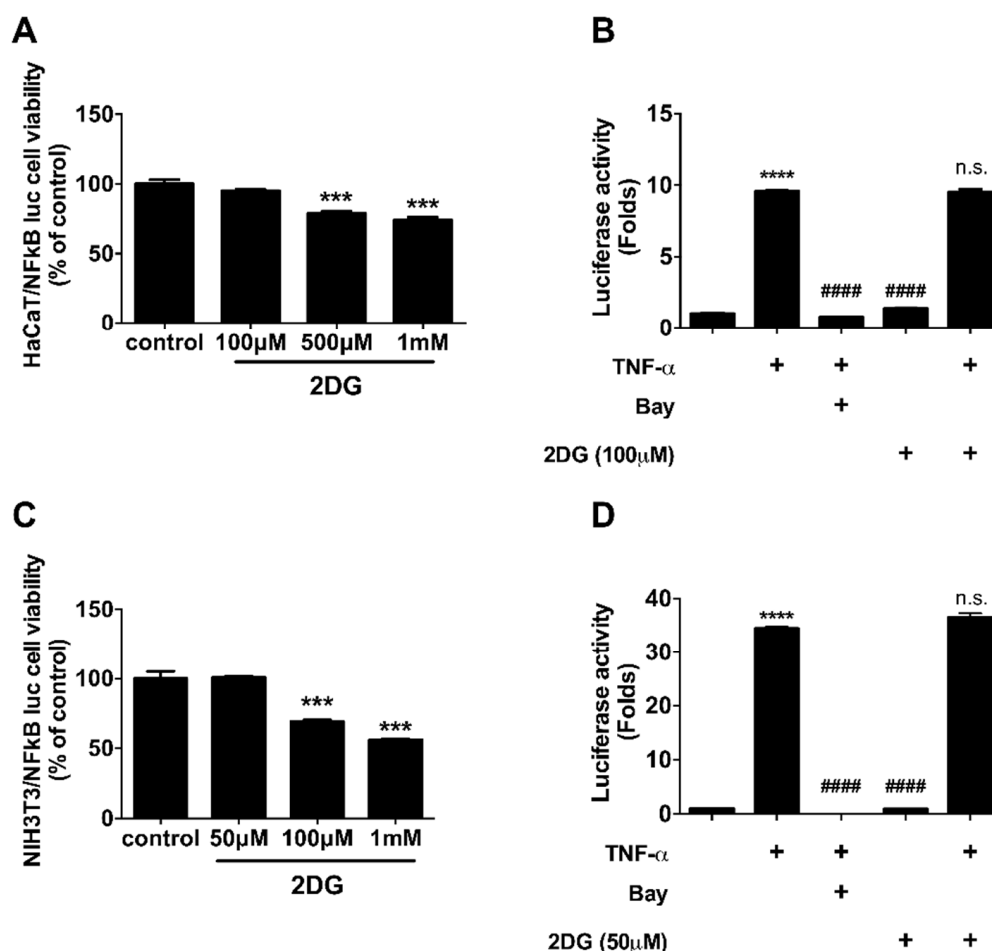 A
HaCaT/NFkB luc cell viability
(% of control)
150
100
50
0
***
***
control 100µM 500µM 1mM
2DG
B
Luciferase activity
(Folds)
15
10
5
0
****
####
####
n.s.
TNF-α + + +
Bay +
2DG (100µM) + +
C
NIH3T3/NFkB luc cell viability
(% of control)
150
100
50
0
***
***
control 50µM 100µM 1mM
2DG
D
Luciferase activity
(Folds)
40
30
20
10
0
****
####
####
n.s.
TNF-α + + +
Bay +
2DG (50µM) + +